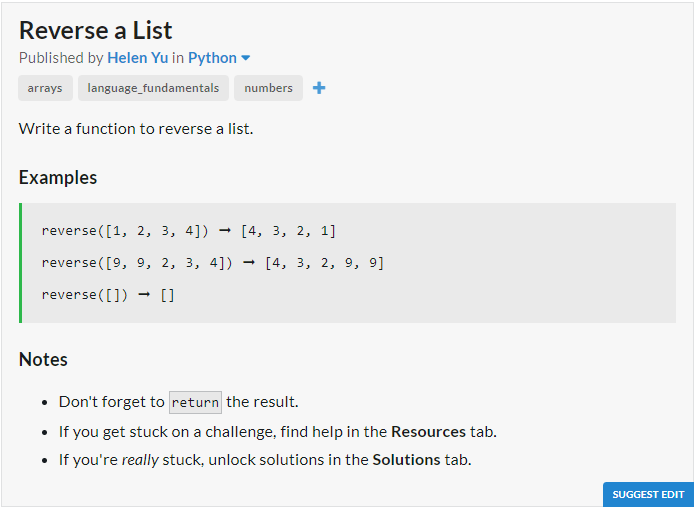 Reverse a List
Published by Helen Yu in Python
arrays language_fundamentals numbers
Write a function to reverse a list.
Examples
reverse([1, 2, 3, 4]) ➞ [4, 3, 2, 1]
reverse([9, 9, 2, 3, 4]) ➞ [4, 3, 2, 9, 9]
reverse([]) ➞ []
Notes
• Don't forget to return the result.
• If you get stuck on a challenge, find help in the Resources tab.
• If you're really stuck, unlock solutions in the Solutions tab.
SUGGEST EDIT